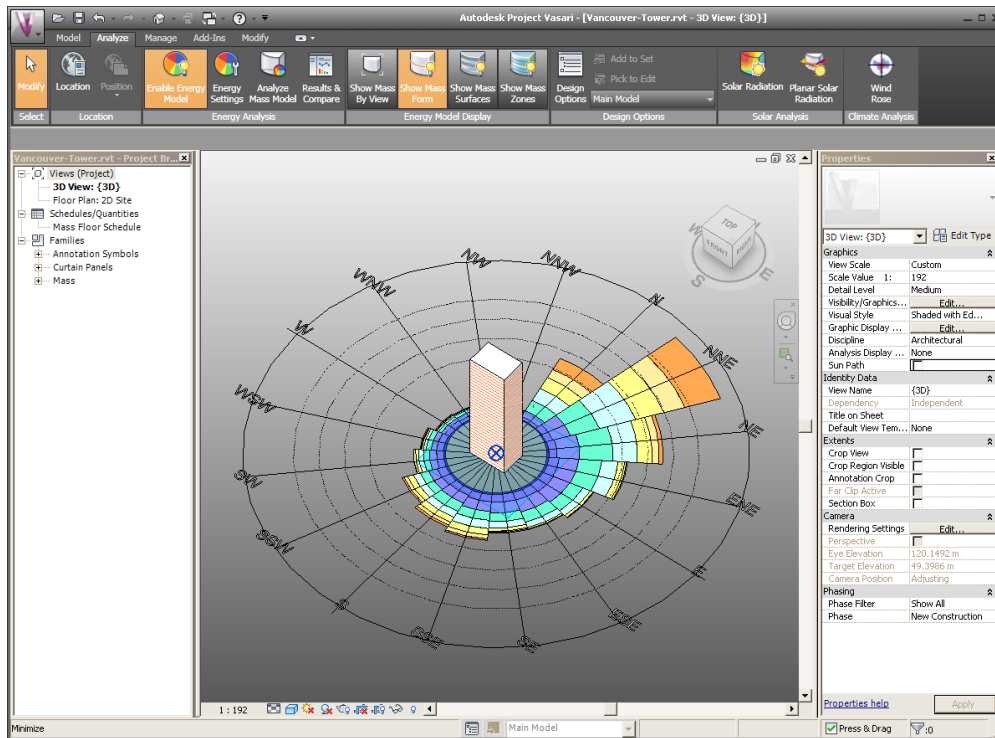 Autodesk Project Vasari - [Vancouver-Tower.rvt - 3D View: {3D}]
Model Analyze Manage Add-Ins Modify
Modify
Location
Position
Enable Energy Model
Energy Settings
Analyze Mass Model
Results & Compare
Show Mass By View
Show Mass Form
Show Mass Surfaces
Show Mass Zones
Design Options
Add to Set
Pick to Edit
Main Model
Solar Radiation
Planar Solar Radiation
Wind Rose
Select Location Energy Analysis Energy Model Display Design Options Solar Analysis Climate Analysis
Vancouver-Tower.rvt - Project Br...
Views (Project)
3D View: {3D}
Floor Plan: 2D Site
Schedules/Quantities
Mass Floor Schedule
Families
Annotation Symbols
Curtain Panels
Mass
TOP
FRONT
RIGHT
W
S
E
NW
NNW
N
NNE
NE
ENE
E
ESE
SE
SSE
S
SSW
SW
WSW
W
WNW
Properties
3D View: {3D} Edit Type
Graphics
View Scale Custom
Scale Value 1: 192
Detail Level Medium
Visibility/Graphics... Edit...
Visual Style Shaded with Ed...
Graphic Display ... Edit...
Discipline Architectural
Analysis Display ... None
Sun Path
Identity Data
View Name {3D}
Dependency Independent
Title on Sheet
Default View Tem... None
Extents
Crop View
Crop Region Visible
Annotation Crop
Far Clip Active
Section Box
Camera
Rendering Settings Edit...
Perspective
Eye Elevation 120.1492 m
Target Elevation 49.3986 m
Camera Position Adjusting
Phasing
Phase Filter Show All
Phase New Construction
Properties help Apply
1 : 192
Minimize Main Model Press & Drag :0